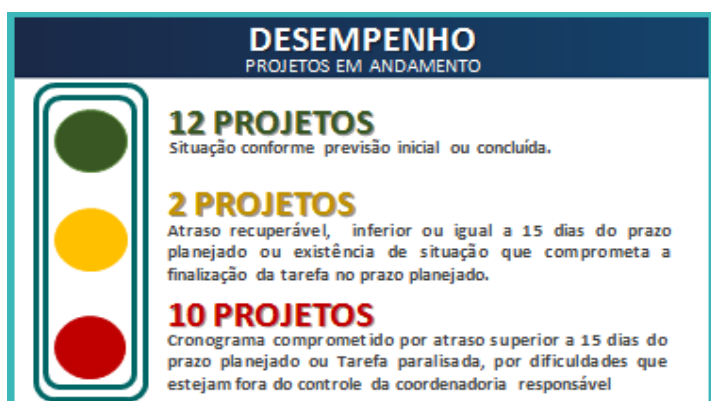 DESEMPENHO
PROJETOS EM ANDAMENTO
12 PROJETOS
Situação conforme previsão inicial ou concluída.
2 PROJETOS
Atraso recuperável, inferior ou igual a 15 dias do prazo
planejado ou existência de situação que comprometa a
finalização da tarefa no prazo planejado.
10 PROJETOS
Cronograma comprometido por atraso superior a 15 dias do
prazo planejado ou Tarefa paralisada, por dificuldades que
estejam fora do controle da coordenadoria responsável